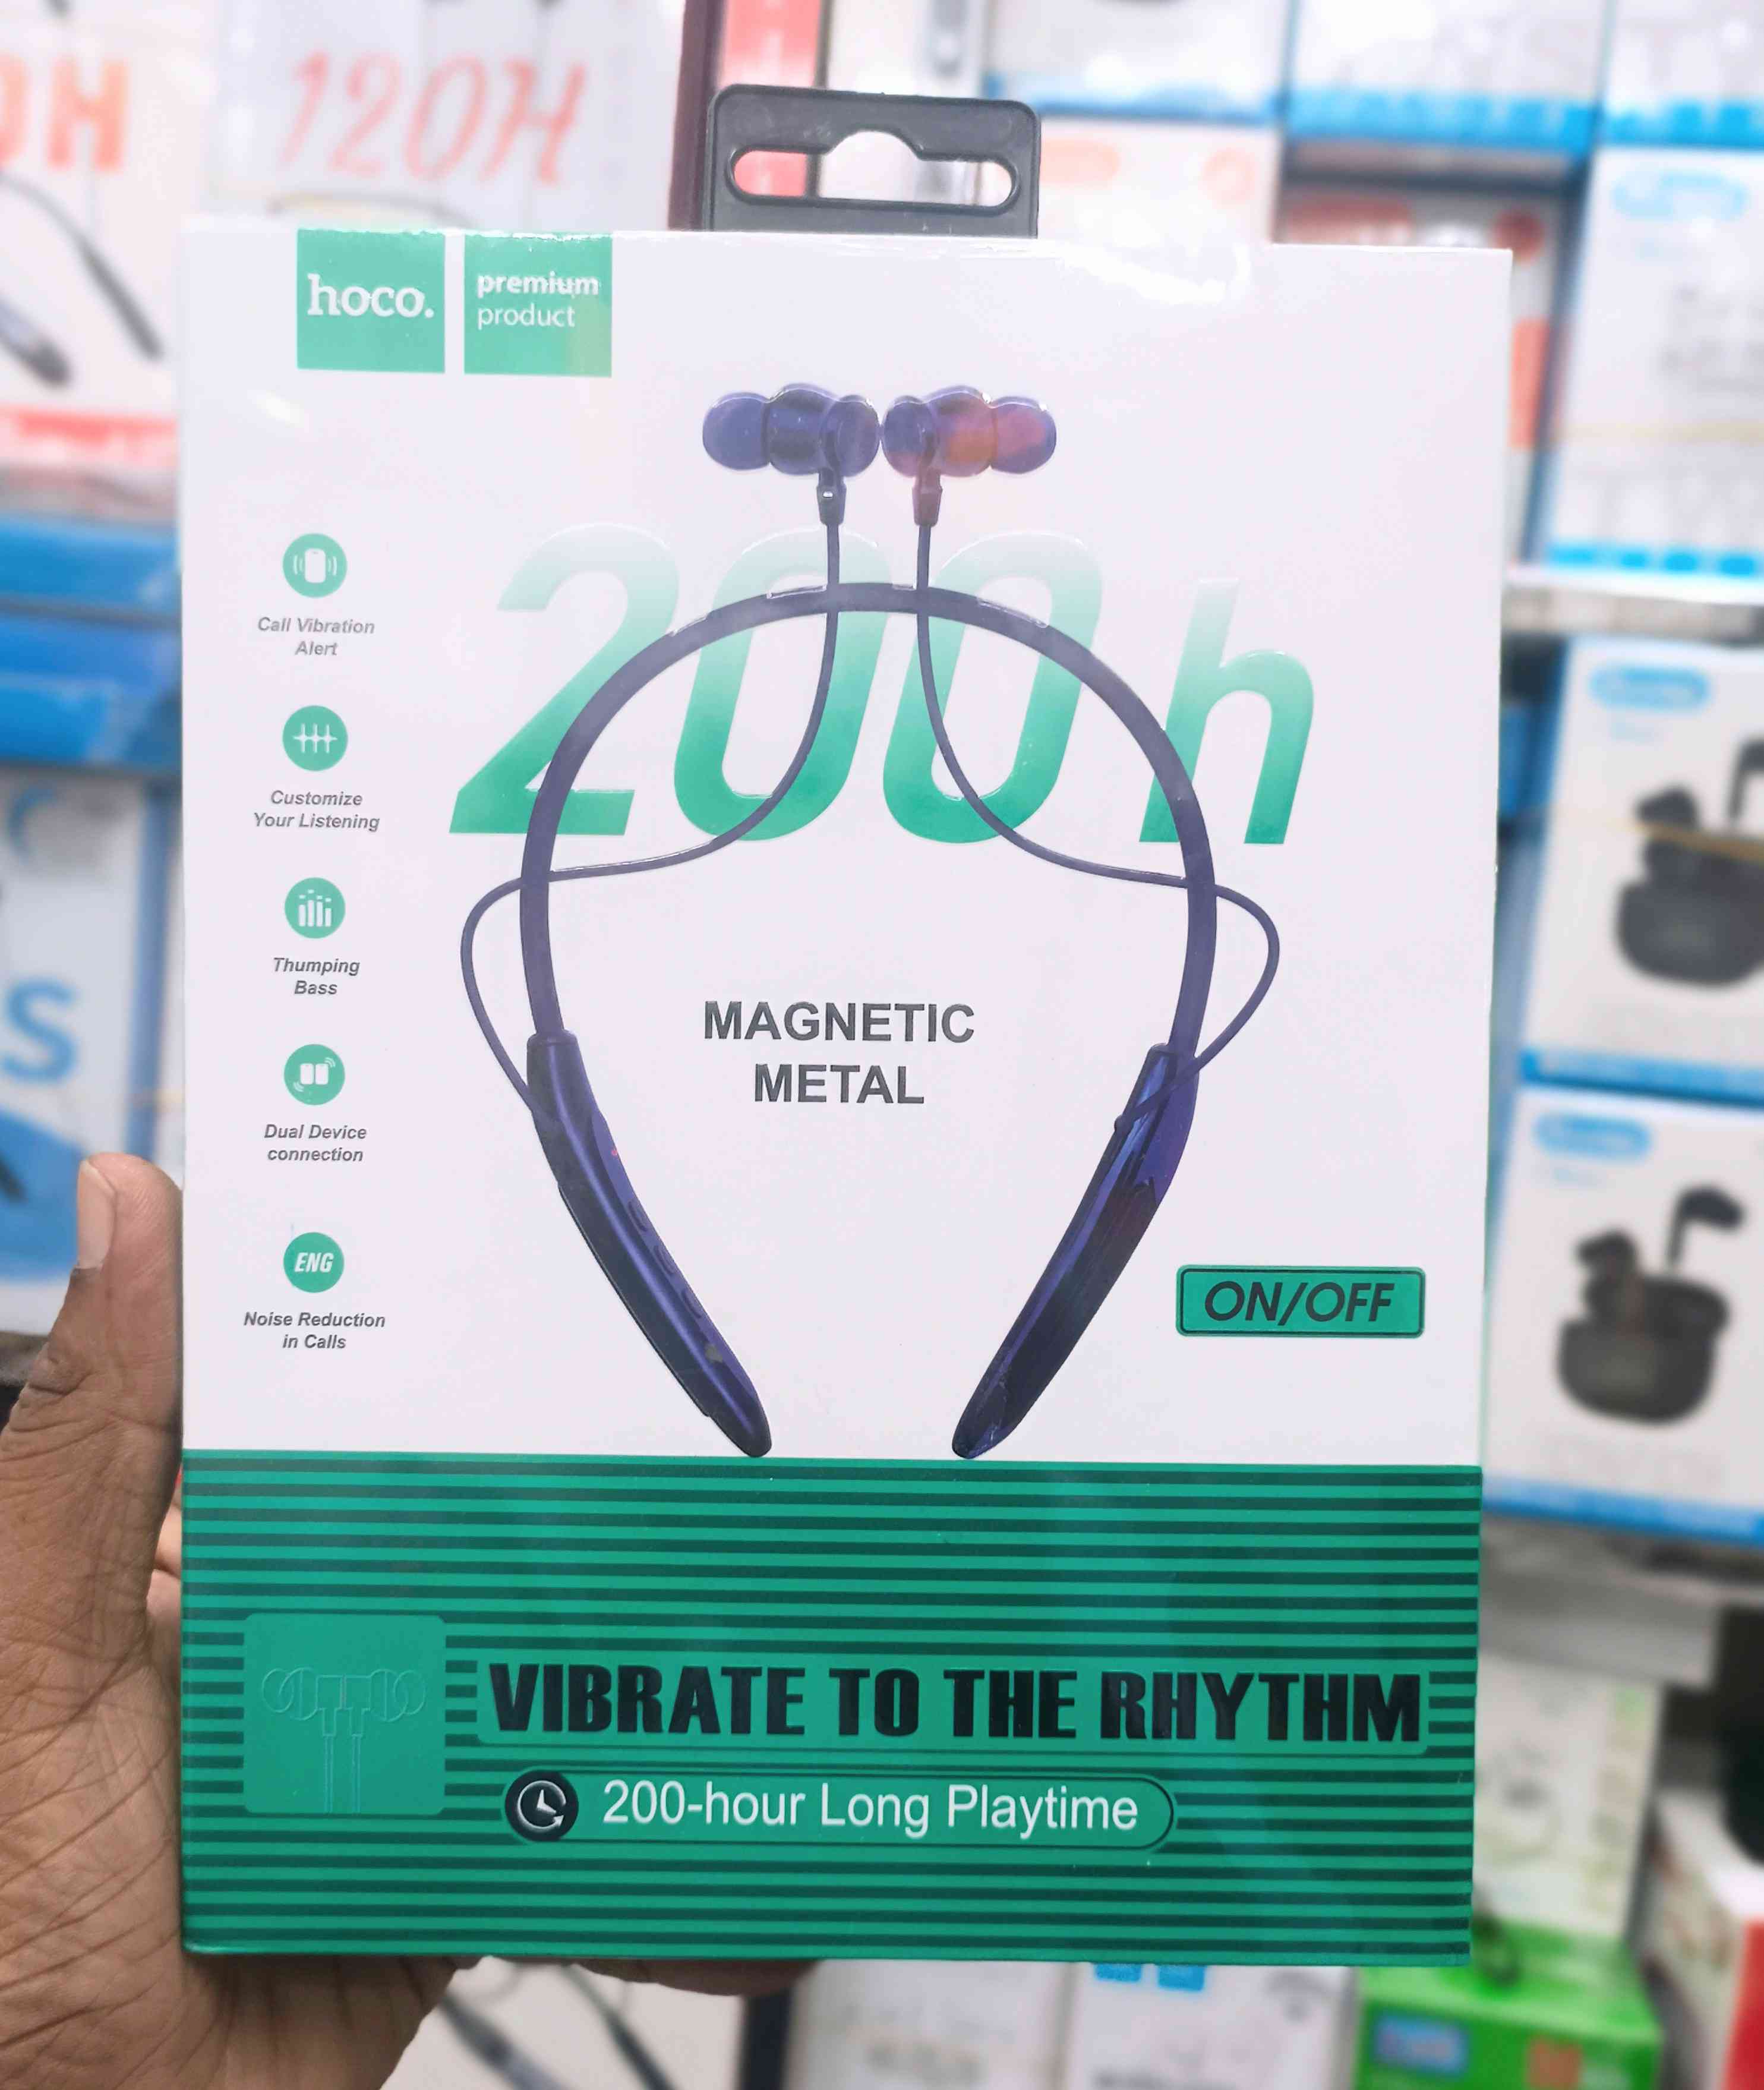 120H
hoco.
premium
product
200h
Call Vibration
Alert
Customize
Your Listening
Thumping
Bass
Dual Device
connection
ENG
Noise Reduction
in Calls
MAGNETIC
METAL
ON/OFF
VIBRATE TO THE RHYTHM
200-hour Long Playtime